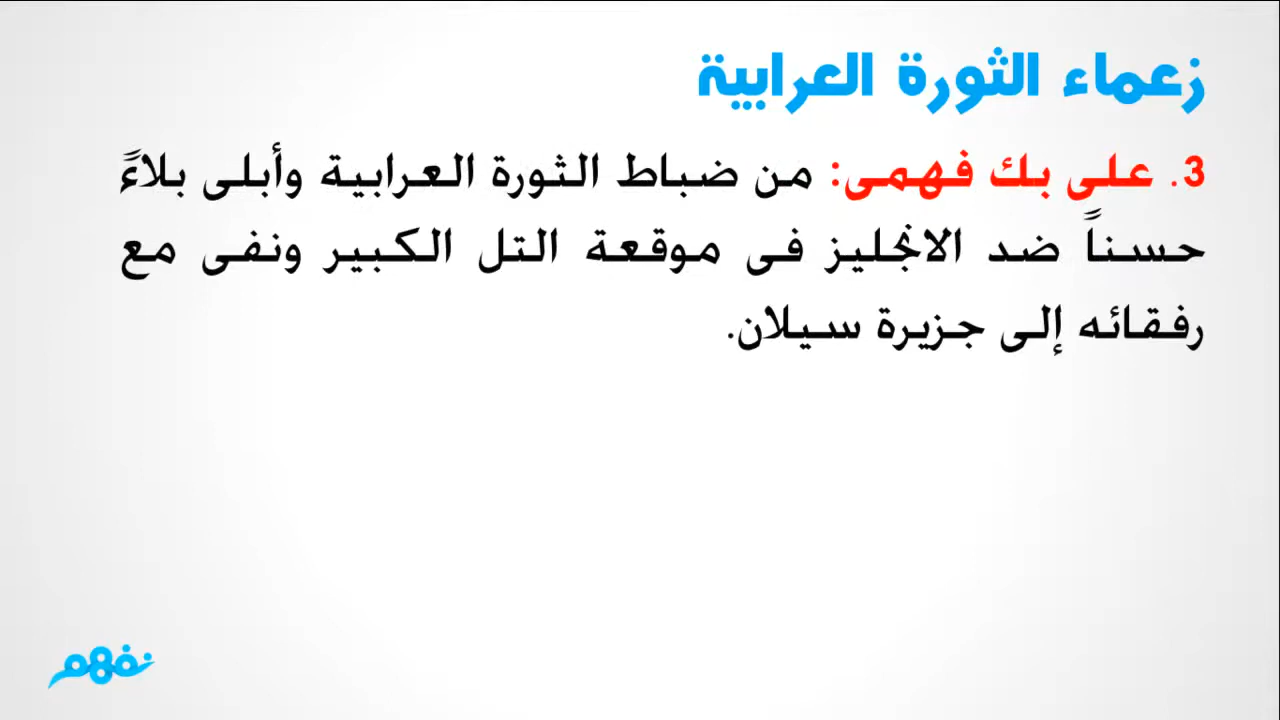 زعماء الثورة العرابية
3. على بك فهمى: من ضباط الثورة العرابية وأبلى بلاءً
حسناً ضد الانجليز فى موقعة التل الكبير ونفى مع
رفقائه إلى جزيرة سيلان.
نفهم